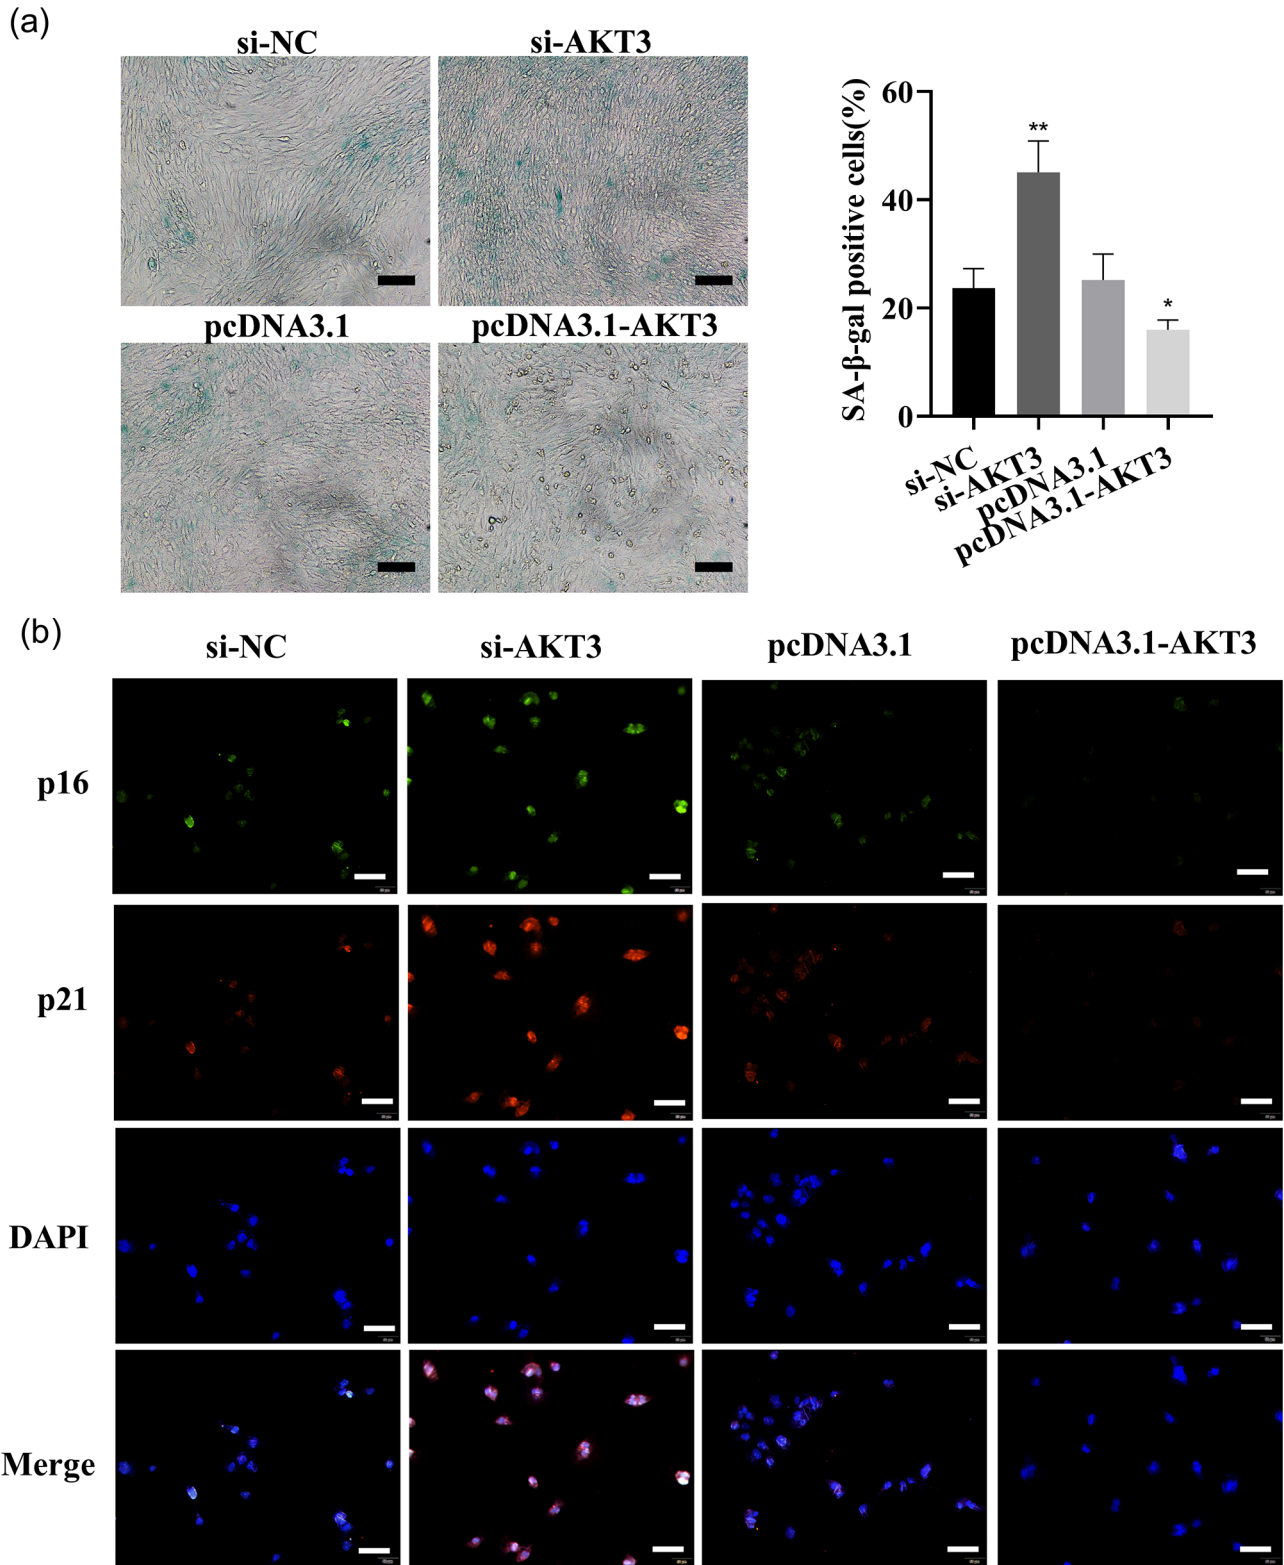 (a)
si-NC
si-AKT3
pcDNA3.1
pcDNA3.1-AKT3
SA-β-gal positive cells(%)
60
40
20
0
**
*
si-NC
si-AKT3
pcDNA3.1
pcDNA3.1-AKT3
(b)
si-NC
si-AKT3
pcDNA3.1
pcDNA3.1-AKT3
p16
p21
DAPI
Merge